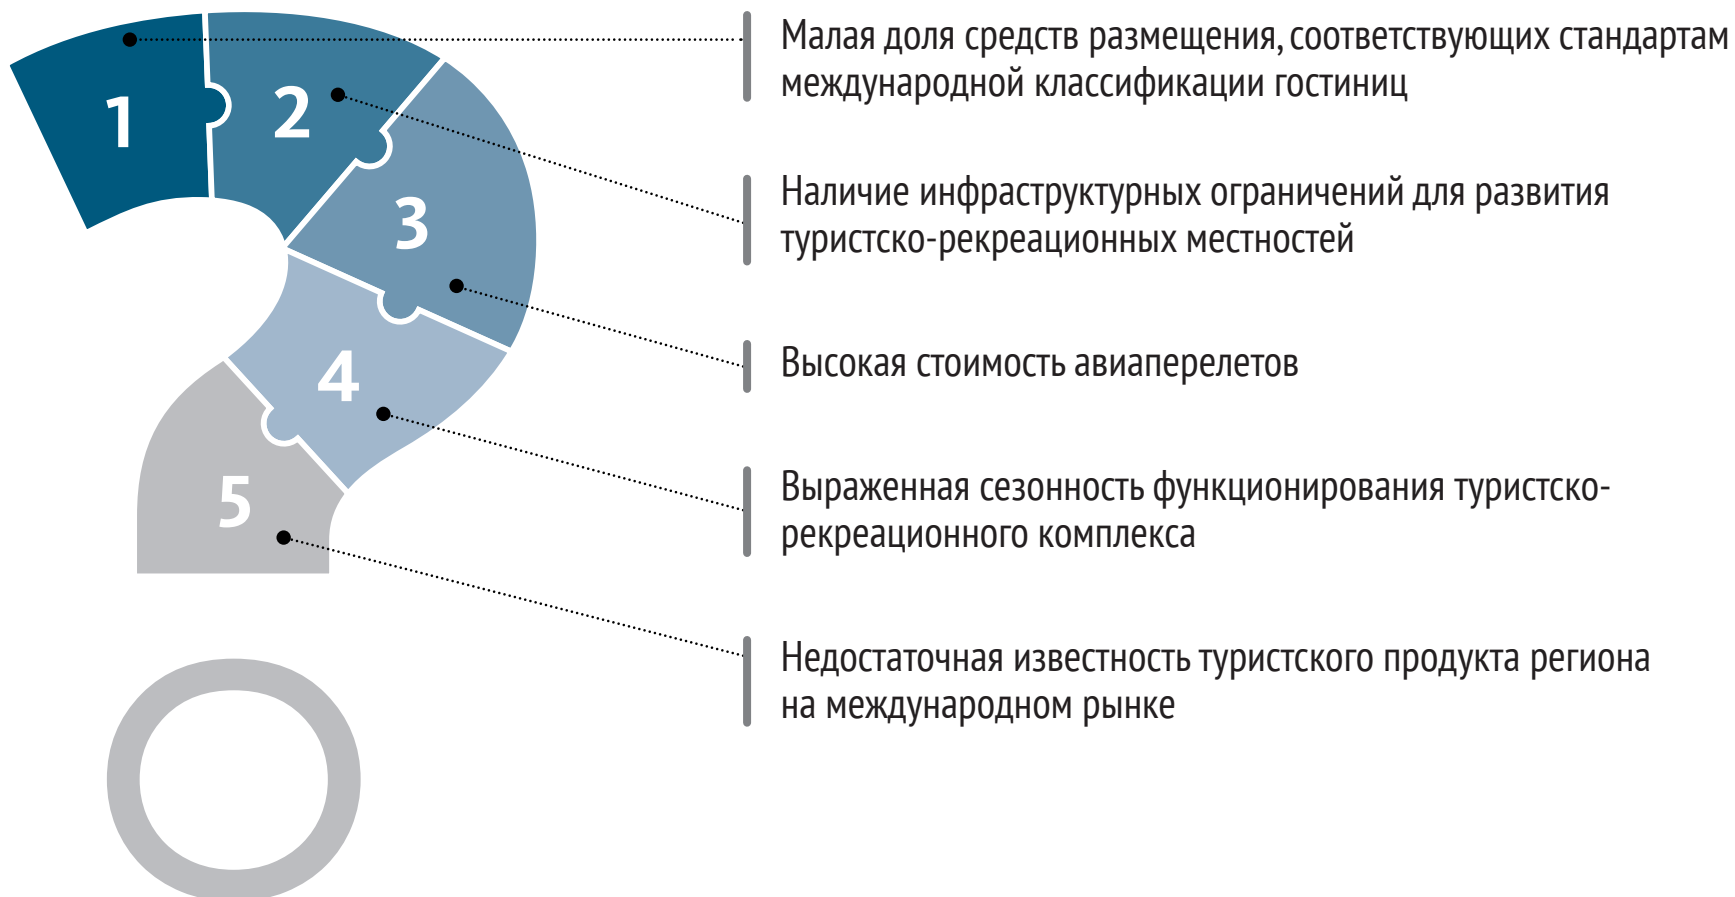 1
Малая доля средств размещения, соответствующих стандартам
международной классификации гостиниц
2
Наличие инфраструктурных ограничений для развития
туристско-рекреационных местностей
3
Высокая стоимость авиаперелетов
4
Выраженная сезонность функционирования туристско-
рекреационного комплекса
5
Недостаточная известность туристского продукта региона
на международном рынке